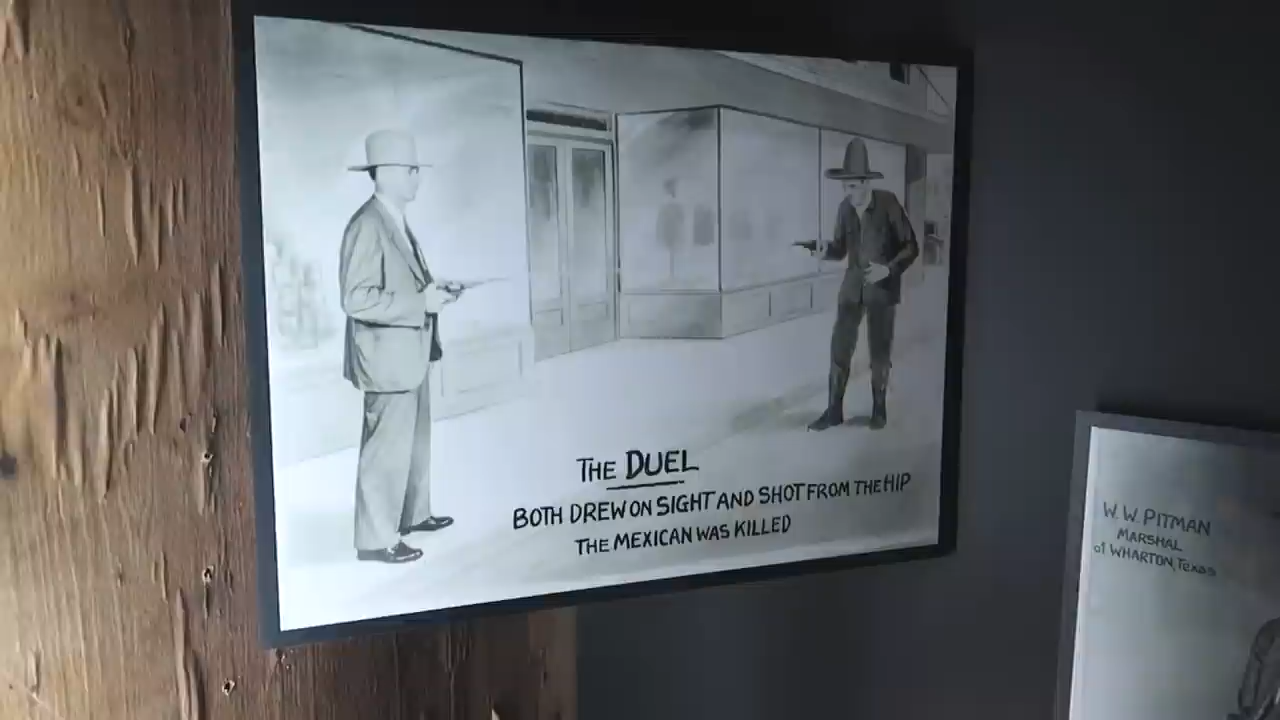 THE DUEL
BOTH DREW ON SIGHT AND SHOT FROM THE HIP
THE MEXICAN WAS KILLED
W. W. PITMAN
MARSHAL
of WHARTON, Texas